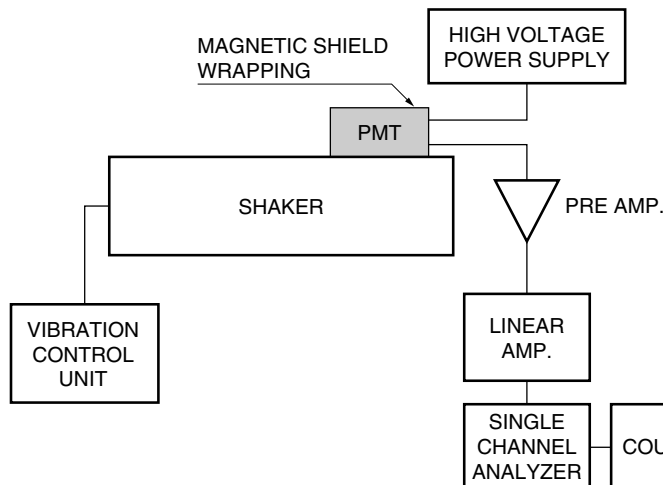 HIGH VOLTAGE
POWER SUPPLY
MAGNETIC SHIELD
WRAPPING
PMT
SHAKER
PRE AMP.
VIBRATION
CONTROL
UNIT
LINEAR
AMP.
SINGLE
CHANNEL
ANALYZER